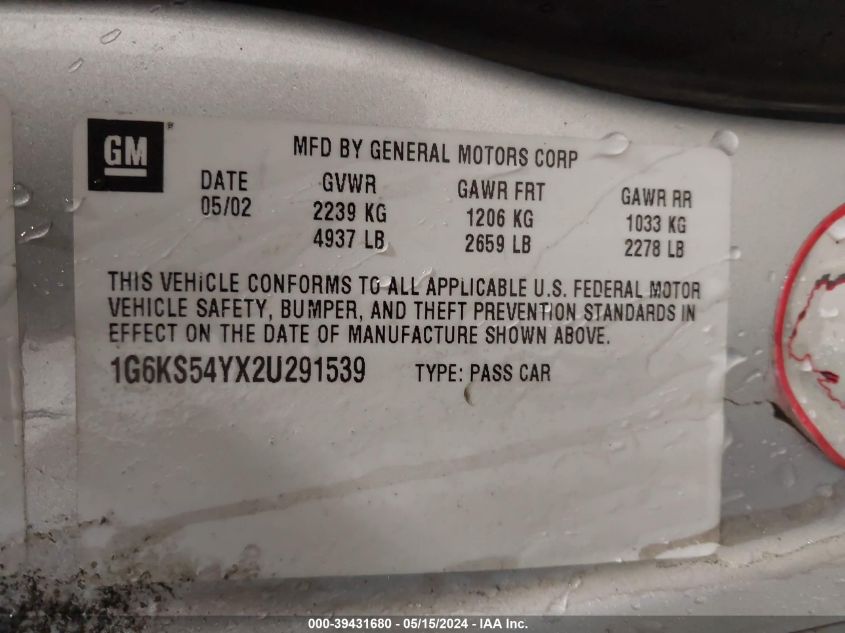 GM
MFD BY GENERAL MOTORS CORP
DATE GVWR GAWR FRT GAWR RR
05/02 2239 KG 1206 KG 1033 KG
4937 LB 2659 LB 2278 LB
THIS VEHICLE CONFORMS TO ALL APPLICABLE U.S. FEDERAL MOTOR
VEHICLE SAFETY, BUMPER, AND THEFT PREVENTION STANDARDS IN
EFFECT ON THE DATE OF MANUFACTURE SHOWN ABOVE.
1G6KS54YX2U291539 TYPE: PASS CAR
000-39431680 - 05/15/2024 - IAA Inc.